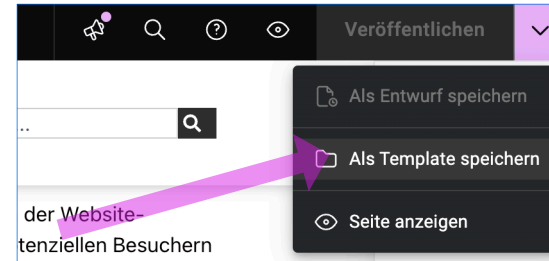 Veröffentlichen
Als Entwurf speichern
..
Als Template speichern
der Website-
tenziellen Besuchern
Seite anzeigen